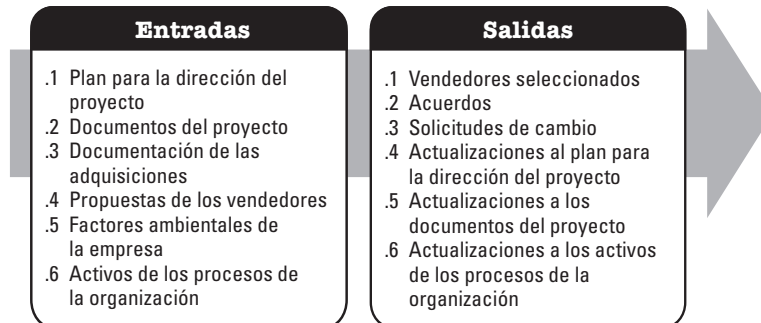 Entradas
.1 Plan para la dirección del
proyecto
.2 Documentos del proyecto
.3 Documentación de las
adquisiciones
.4 Propuestas de los vendedores
.5 Factores ambientales de
la empresa
.6 Activos de los procesos de
la organización
Salidas
.1 Vendedores seleccionados
.2 Acuerdos
.3 Solicitudes de cambio
.4 Actualizaciones al plan para
la dirección del proyecto
.5 Actualizaciones a los
documentos del proyecto
.6 Actualizaciones a los activos
de los procesos de la
organización